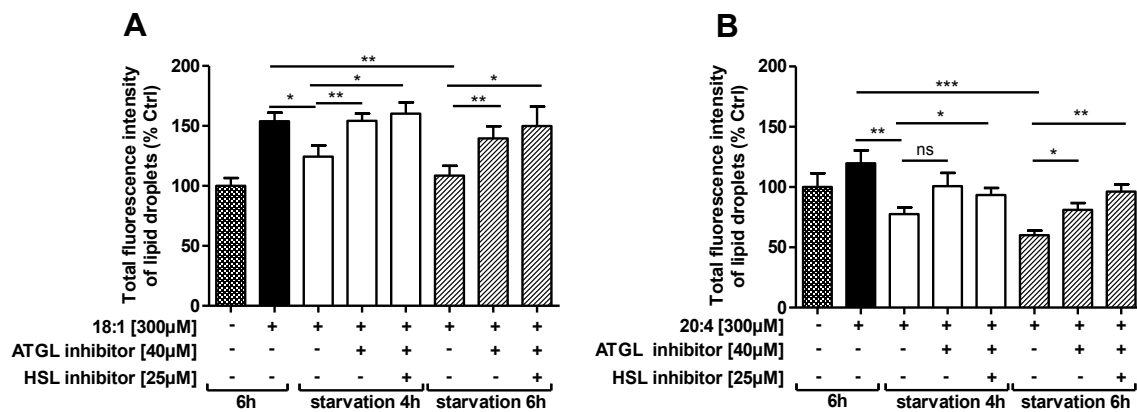 A
Total fluorescence intensity
of lipid droplets (% Ctrl)
200
150
100
50
0
**
*
*
*
**
**
18:1 [300µM] - + + + + + + +
ATGL inhibitor [40µM] - - - + + - + +
HSL inhibitor [25µM] - - - - + - - +
6h starvation 4h starvation 6h
B
Total fluorescence intensity
of lipid droplets (% Ctrl)
200
150
100
50
0
***
*
**
**
ns
*
20:4 [300µM] - + + + + + + +
ATGL inhibitor [40µM] - - - + + - + +
HSL inhibitor [25µM] - - - - + - - +
6h starvation 4h starvation 6h